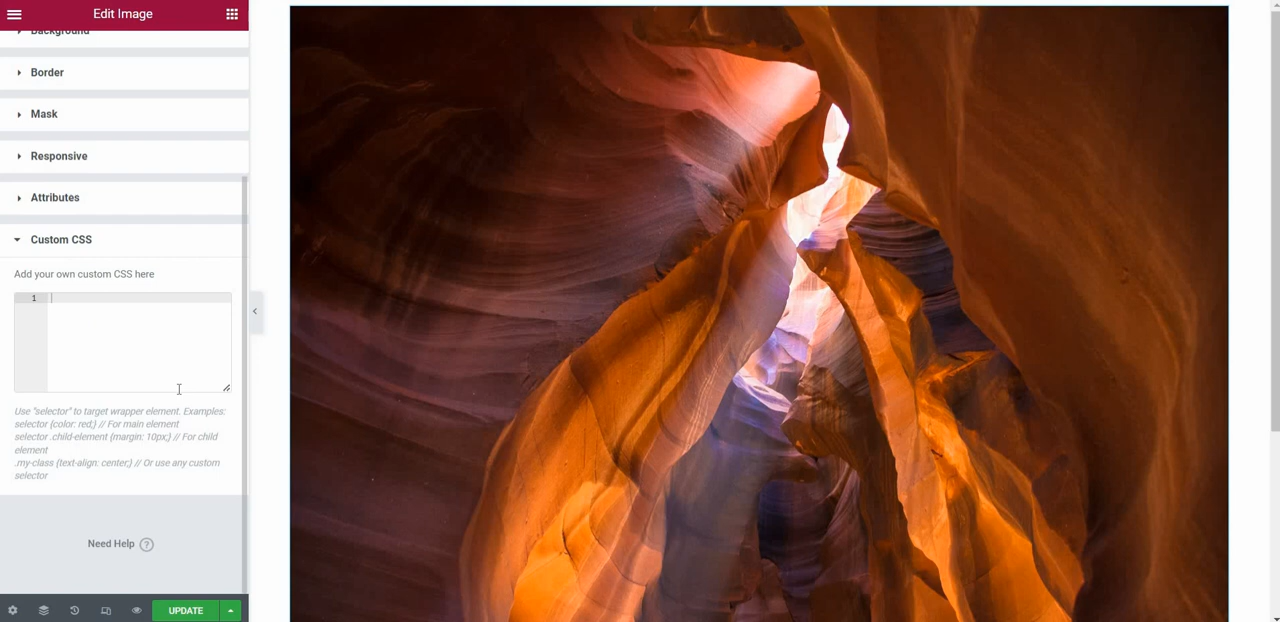 Edit Image
Background
Border
Mask
Responsive
Attributes
Custom CSS
Add your own custom CSS here
1
Use "selector" to target wrapper element. Examples:
selector {color: red;} // For main element
selector .child-element {margin: 10px;} // For child
element
.my-class {text-align: center;} // Or use any custom
selector
Need Help ?
UPDATE